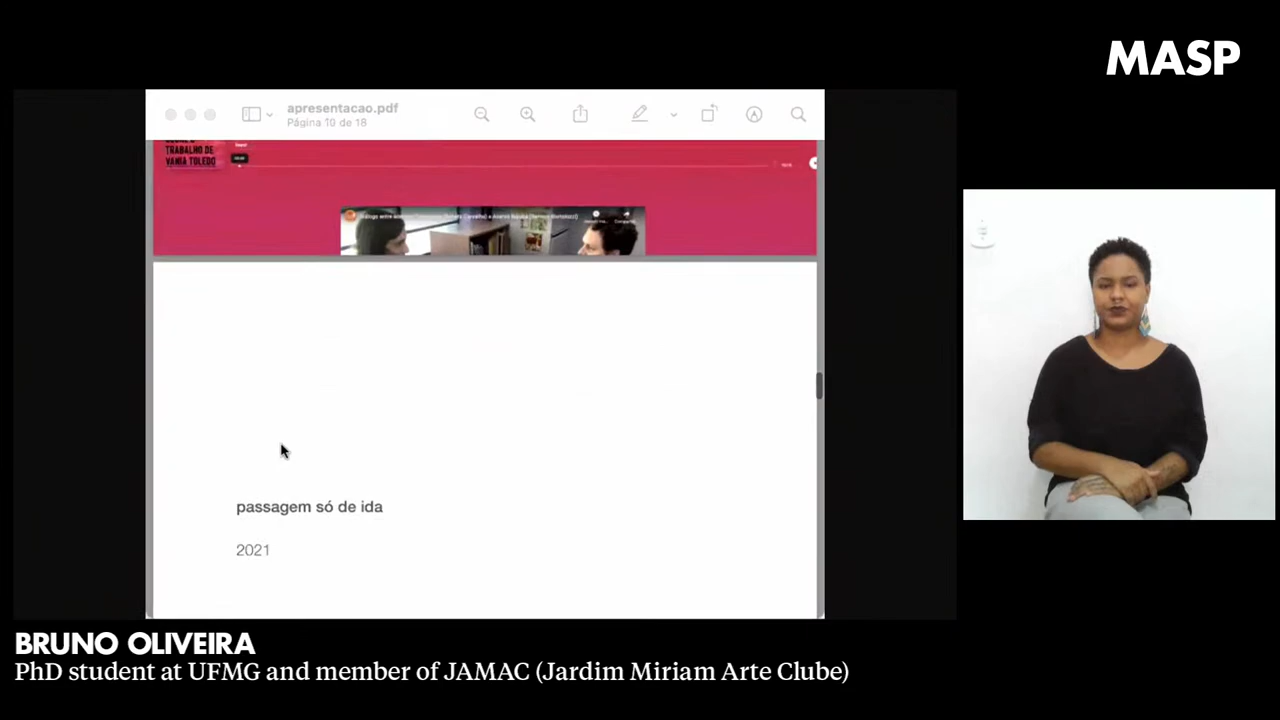 MASP
apresentacao.pdf
Página 10 de 18
TRABALHO DE
VANIA TOLEDO
passagem só de ida
2021
BRUNO OLIVEIRA
PhD student at UFMG and member of JAMAC (Jardim Miriam Arte Clube)